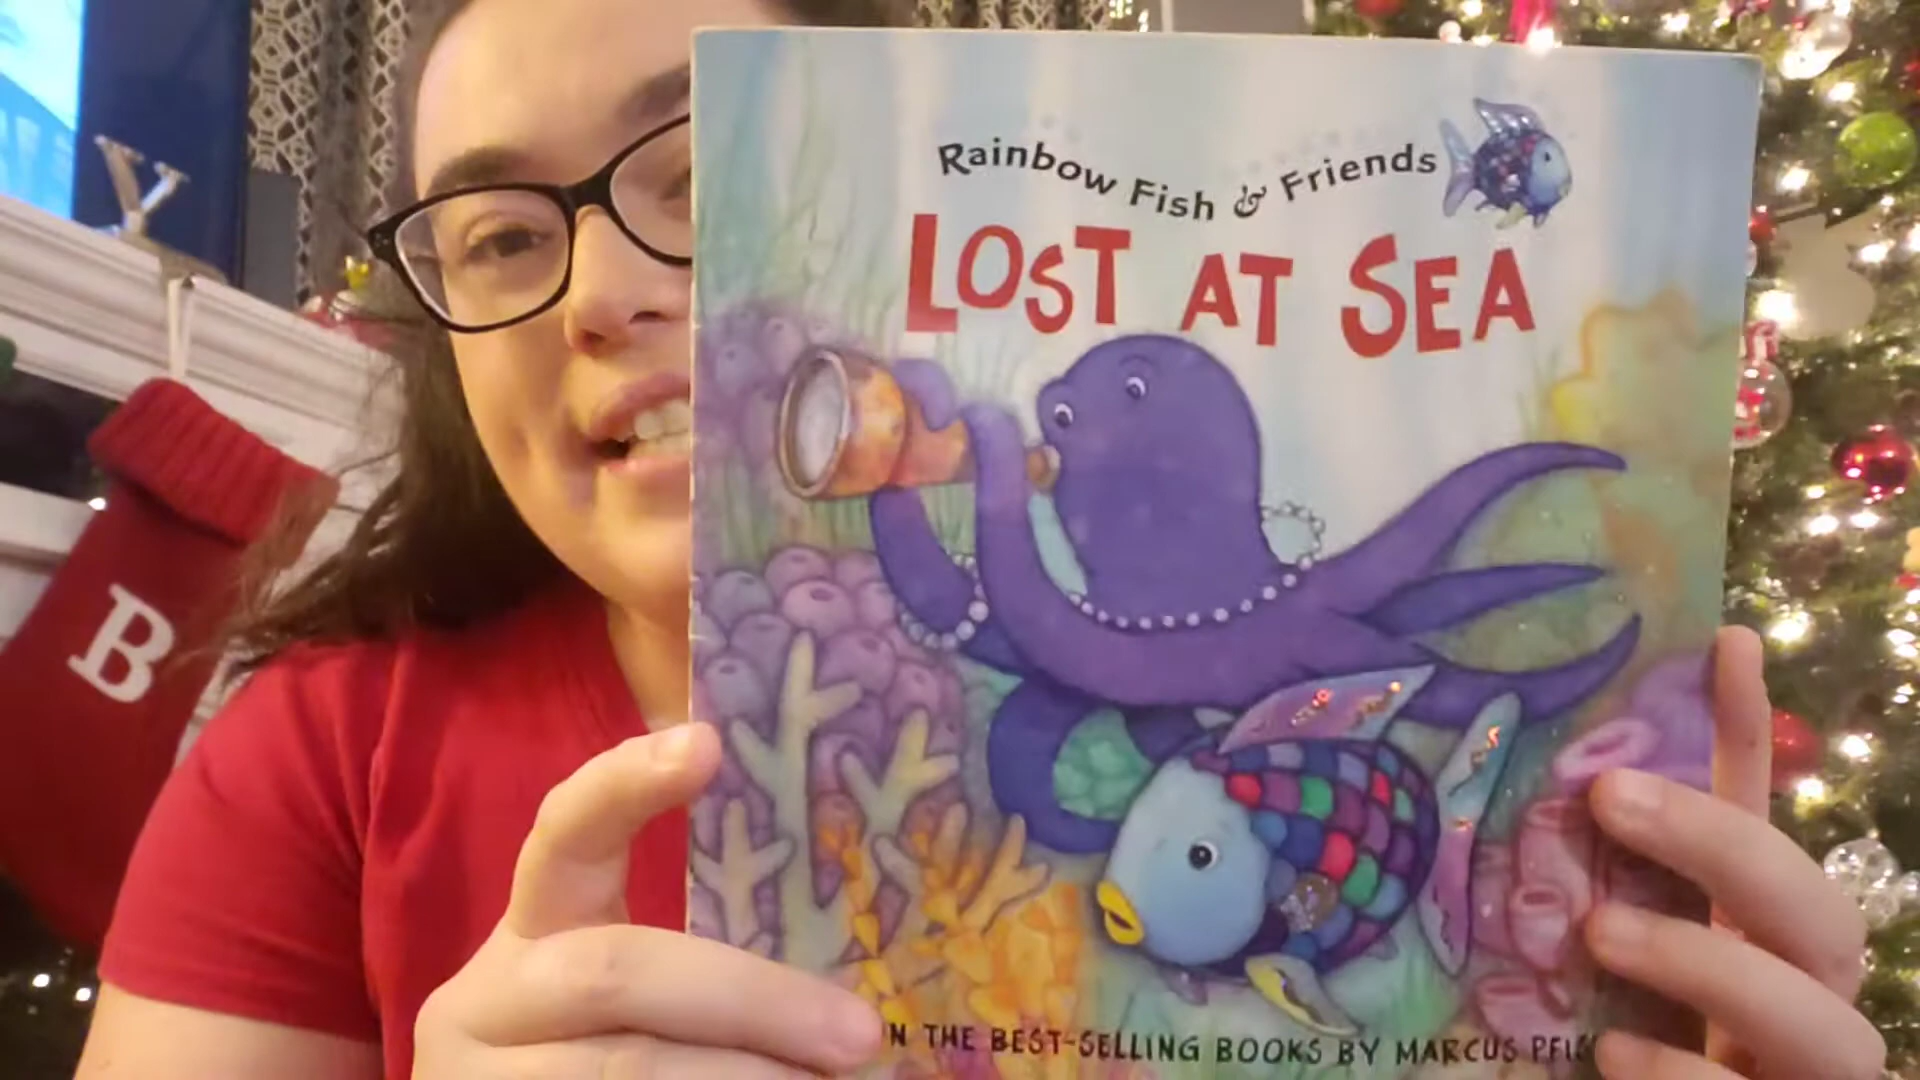 Rainbow Fish & Friends
LOST AT SEA
B
THE BEST-SELLING BOOKS BY MARCUS